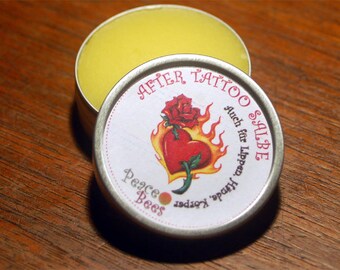 AFTER TATTOO SALBE
Auch für Lippen, Hände, Körper
Peace
Bees